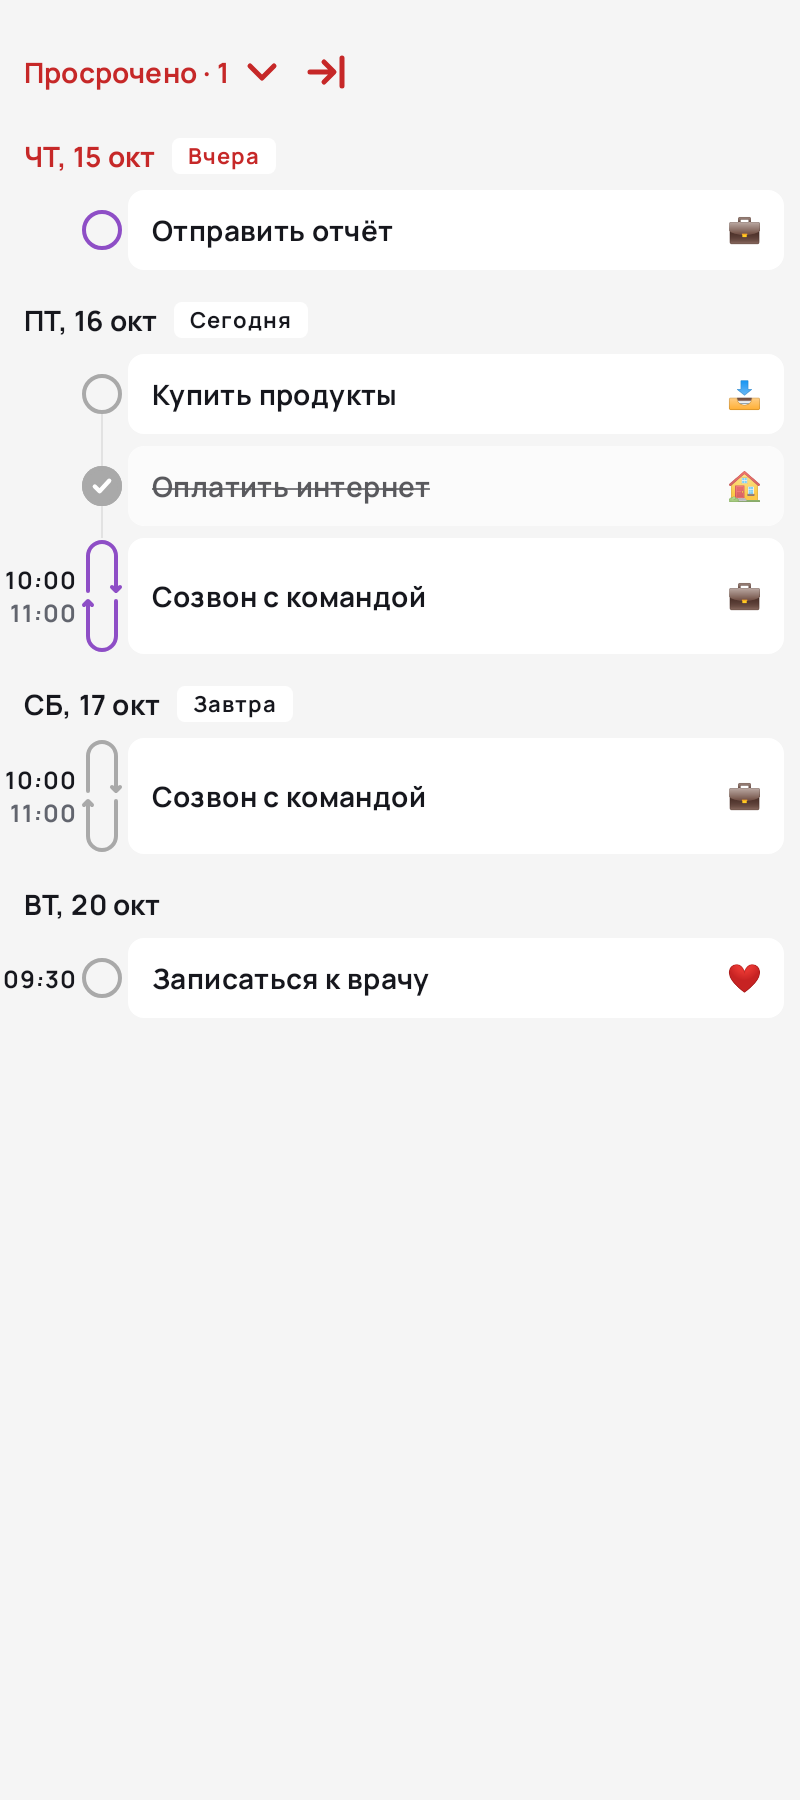 Просрочено · 1
ЧТ, 15 окт Вчера
Отправить отчёт
ПТ, 16 окт Сегодня
Купить продукты
Оплатить интернет
10:00
11:00
Созвон с командой
СБ, 17 окт Завтра
10:00
11:00
Созвон с командой
ВТ, 20 окт
09:30 Записаться к врачу